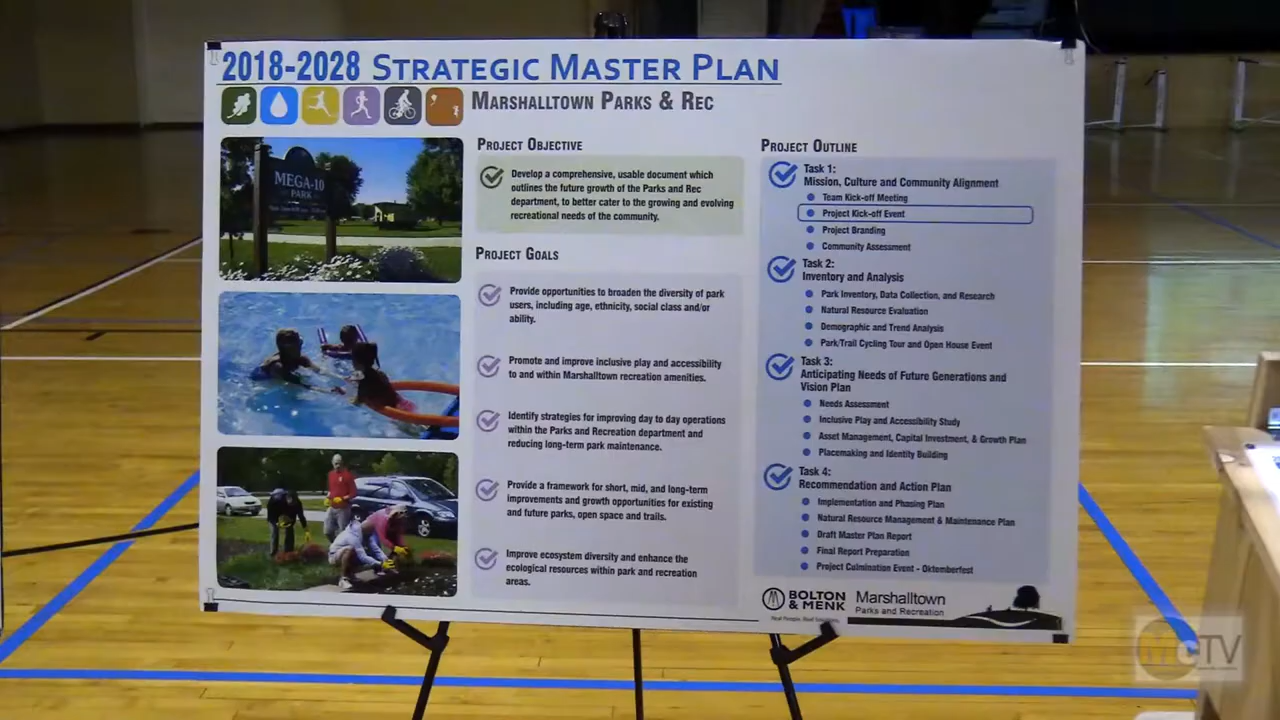 2018-2028 STRATEGIC MASTER PLAN
MARSHALLTOWN PARKS & REC
MEGA-10
PARK
PROJECT OBJECTIVE
Develop a comprehensive, usable document which
outlines the future growth of the Parks and Rec
department, to better cater to the growing and evolving
recreational needs of the community.
PROJECT GOALS
Provide opportunities to broaden the diversity of park
users, including age, ethnicity, social class and/or
ability.
Promote and improve inclusive play and accessibility
to and within Marshalltown recreation amenities.
Identify strategies for improving day to day operations
within the Parks and Recreation department and
reducing long-term park maintenance.
Provide a framework for short, mid, and long-term
improvements and growth opportunities for existing
and future parks, open space and trails.
Improve ecosystem diversity and enhance the
ecological resources within park and recreation
areas.
PROJECT OUTLINE
Task 1:
Mission, Culture and Community Alignment
Team Kick-off Meeting
Project Kick-off Event
Project Branding
Community Assessment
Task 2:
Inventory and Analysis
Park Inventory, Data Collection, and Research
Natural Resource Evaluation
Demographic and Trend Analysis
Park/Trail Cycling Tour and Open House Event
Task 3:
Anticipating Needs of Future Generations and
Vision Plan
Needs Assessment
Inclusive Play and Accessibility Study
Asset Management, Capital Investment, & Growth Plan
Placemaking and Identity Building
Task 4:
Recommendation and Action Plan
Implementation and Phasing Plan
Natural Resource Management & Maintenance Plan
Draft Master Plan Report
Final Report Preparation
Project Culmination Event - Oktemberfest
BOLTON
& MENK
Real People. Real Solutions.
Marshalltown
Parks and Recreation
MCTV